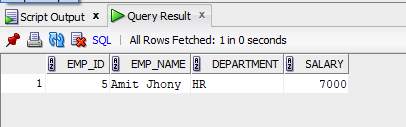 Script Output x Query Result x
SQL | All Rows Fetched: 1 in 0 seconds
EMP_ID EMP_NAME DEPARTMENT SALARY
1 5 Amit Jhony HR 7000